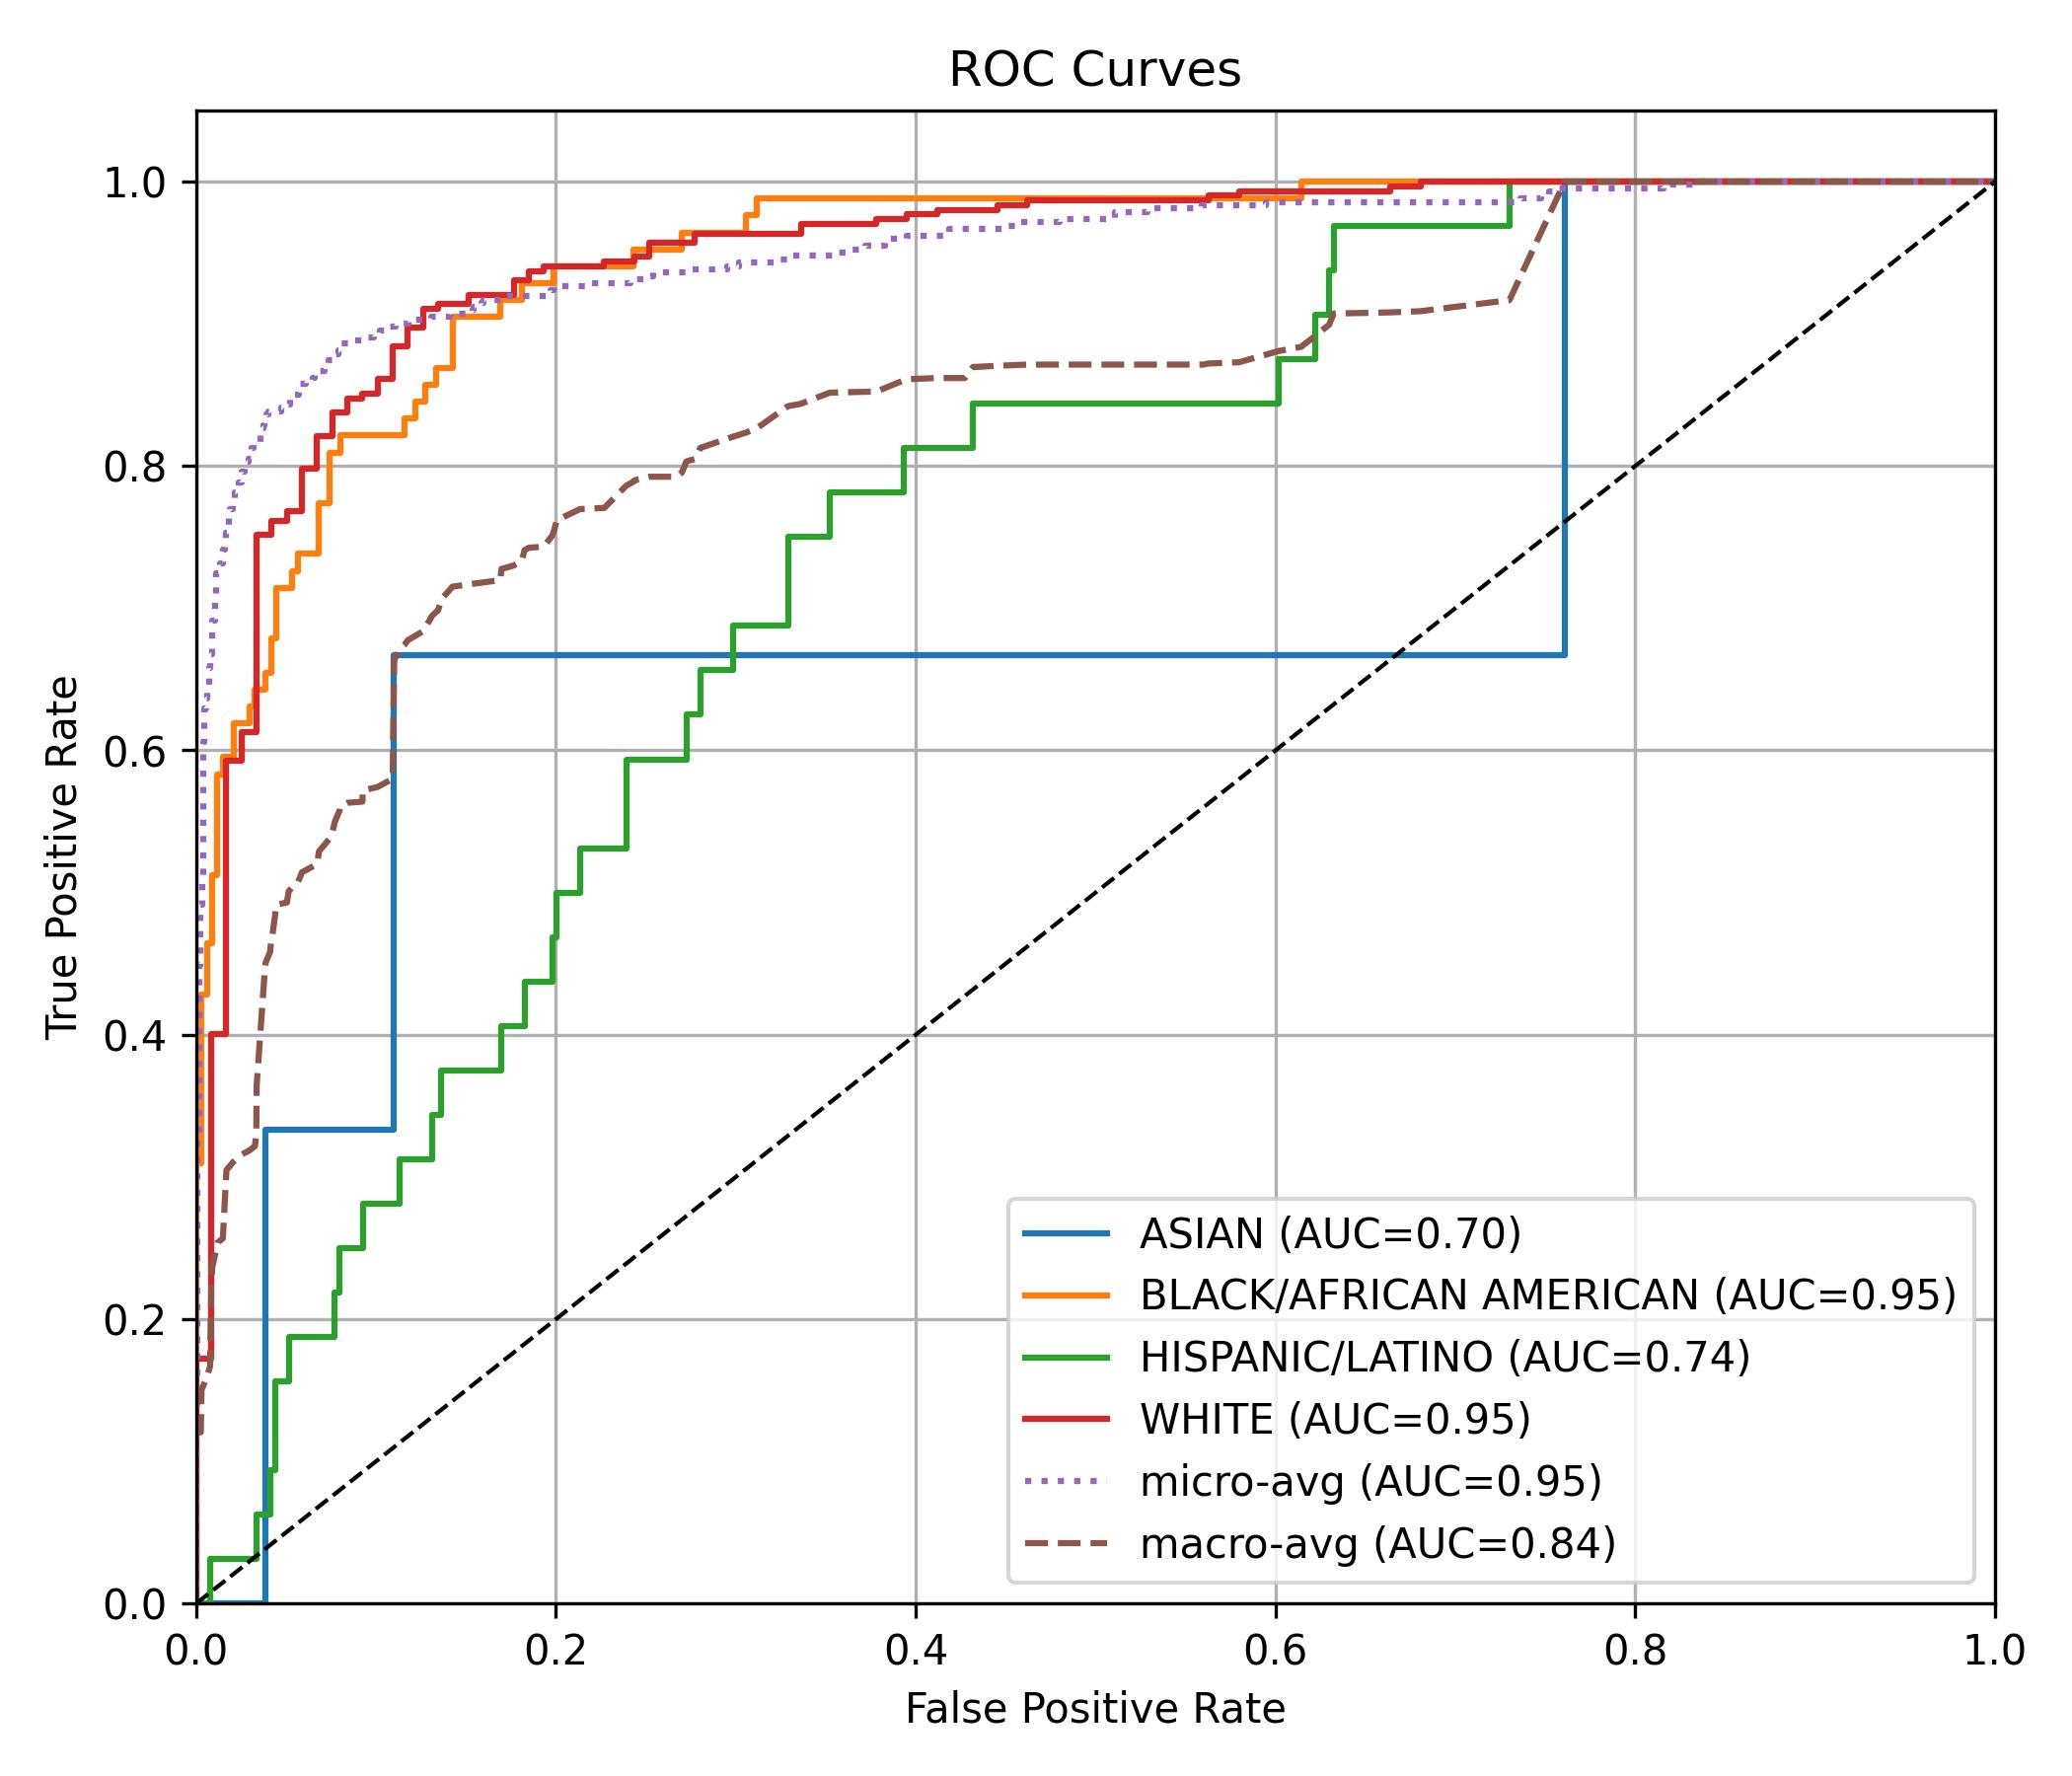 ROC Curves
1.0
0.8
0.6
0.4
0.2
0.0
True Positive Rate
0.0 0.2 0.4 0.6 0.8 1.0
False Positive Rate
ASIAN (AUC=0.70)
BLACK/AFRICAN AMERICAN (AUC=0.95)
HISPANIC/LATINO (AUC=0.74)
WHITE (AUC=0.95)
micro-avg (AUC=0.95)
macro-avg (AUC=0.84)